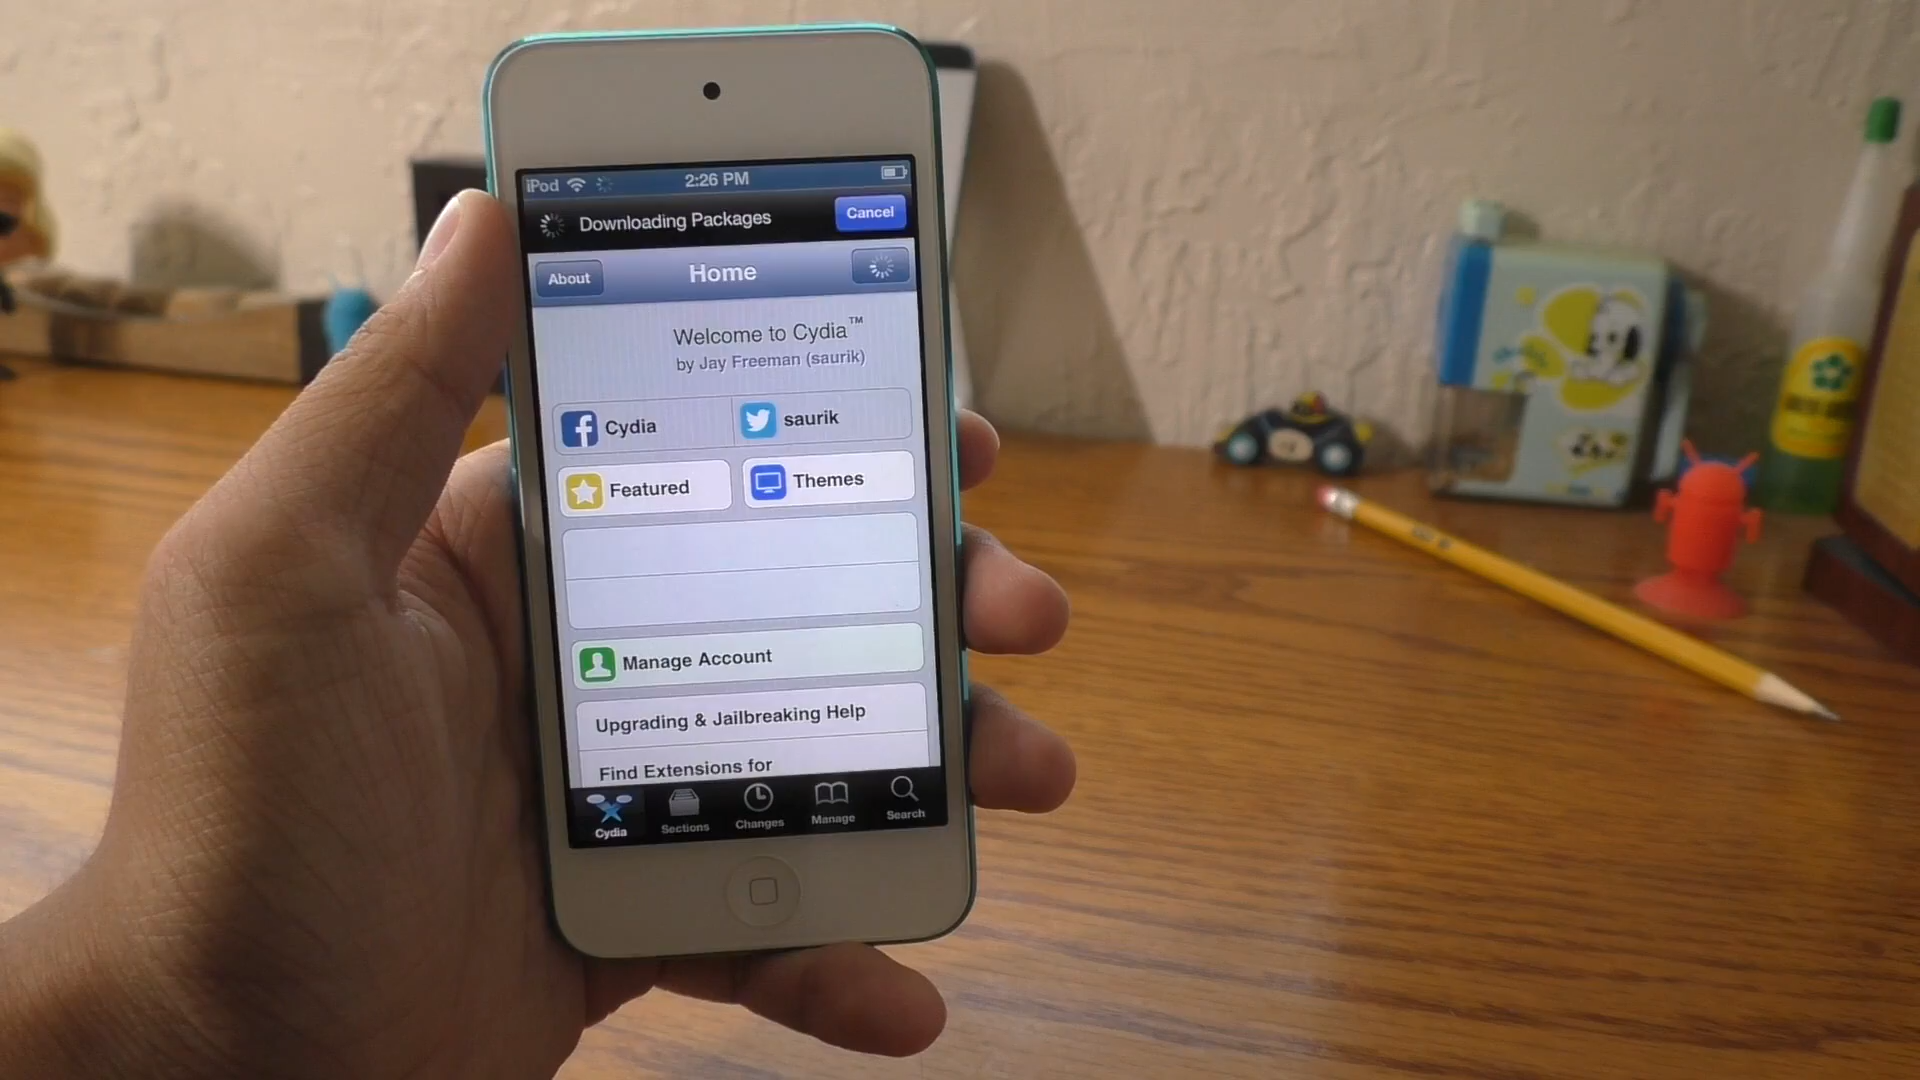 iPod 2:26 PM
Downloading Packages Cancel
About Home
Welcome to Cydia™
by Jay Freeman (saurik)
Cydia saurik
Featured Themes
Manage Account
Upgrading & Jailbreaking Help
Find Extensions for
Cydia Sections Changes Manage Search